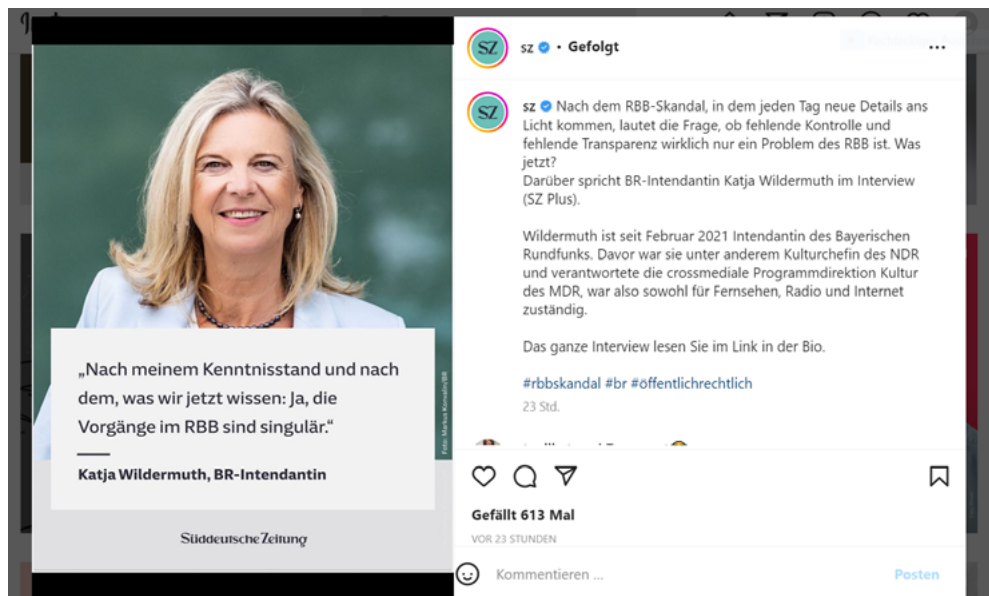 „Nach meinem Kenntnisstand und nach
dem, was wir jetzt wissen: Ja, die
Vorgänge im RBB sind singulär.“
Katja Wildermuth, BR-Intendantin
Foto: Markus Konvalin/BR
Süddeutsche Zeitung
SZ
sz • Gefolgt
SZ
sz Nach dem RBB-Skandal, in dem jeden Tag neue Details ans
Licht kommen, lautet die Frage, ob fehlende Kontrolle und
fehlende Transparenz wirklich nur ein Problem des RBB ist. Was
jetzt?
Darüber spricht BR-Intendantin Katja Wildermuth im Interview
(SZ Plus).
Wildermuth ist seit Februar 2021 Intendantin des Bayerischen
Rundfunks. Davor war sie unter anderem Kulturchefin des NDR
und verantwortete die crossmediale Programmdirektion Kultur
des MDR, war also sowohl für Fernsehen, Radio und Internet
zuständig.
Das ganze Interview lesen Sie im Link in der Bio.
#rbbskandal #br #öffentlichrechtlich
23 Std.
Gefällt 613 Mal
VOR 23 STUNDEN
Kommentieren ...
Posten